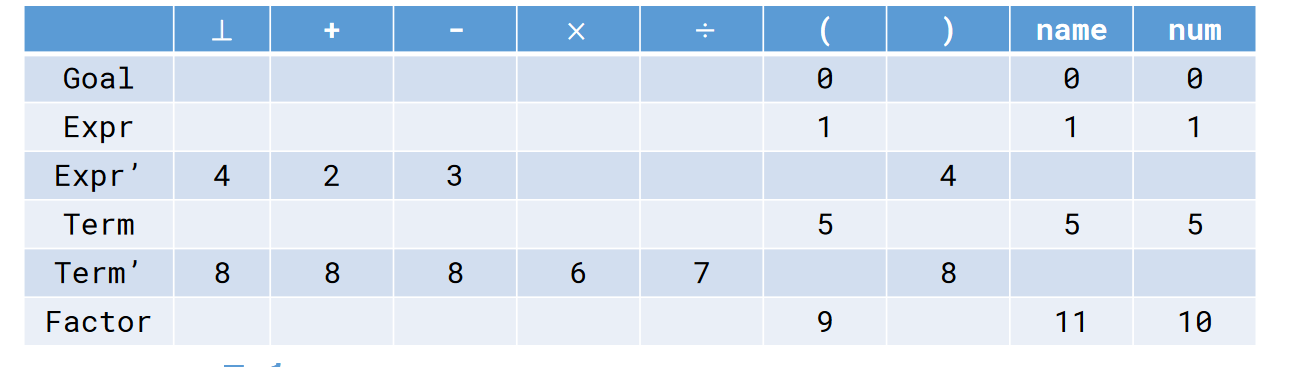 ⊥ + - × ÷ ( ) name num
Goal 0 0 0
Expr 1 1 1
Expr’ 4 2 3 4
Term 5 5 5
Term’ 8 8 8 6 7 8
Factor 9 11 10